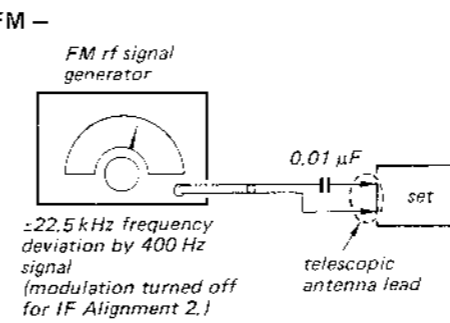 FM –
FM rf signal
generator
0.01 μF
set
±22.5 kHz frequency
deviation by 400 Hz
signal
(modulation turned off
for IF Alignment 2.)
telescopic
antenna lead